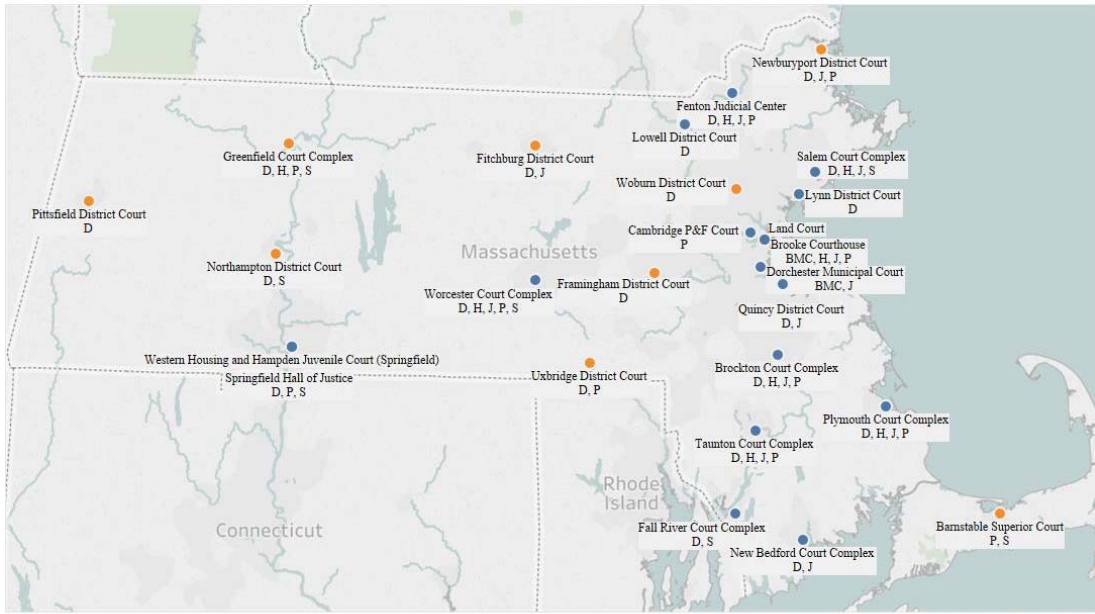 Newburyport District Court
D, J, P
Fenton Judicial Center
D, H, J, P
Lowell District Court
D
Greenfield Court Complex
D, H, P, S
Fitchburg District Court
D, J
Salem Court Complex
D, H, J, S
Woburn District Court
D
Lynn District Court
D
Pittsfield District Court
D
Cambridge P&F Court
P
Land Court
Brooke Courthouse
BMC, H, J, P
Massachusetts
Northampton District Court
D, S
Dorchester Municipal Court
BMC, J
Framingham District Court
D
Worcester Court Complex
D, H, J, P, S
Quincy District Court
D, J
Western Housing and Hampden Juvenile Court (Springfield)
Springfield Hall of Justice
D, P, S
Uxbridge District Court
D, P
Brockton Court Complex
D, H, J, P
Plymouth Court Complex
D, H, J, P
Taunton Court Complex
D, H, J, P
Rhode
Island
Connecticut
Fall River Court Complex
D, S
Barnstable Superior Court
P, S
New Bedford Court Complex
D, J